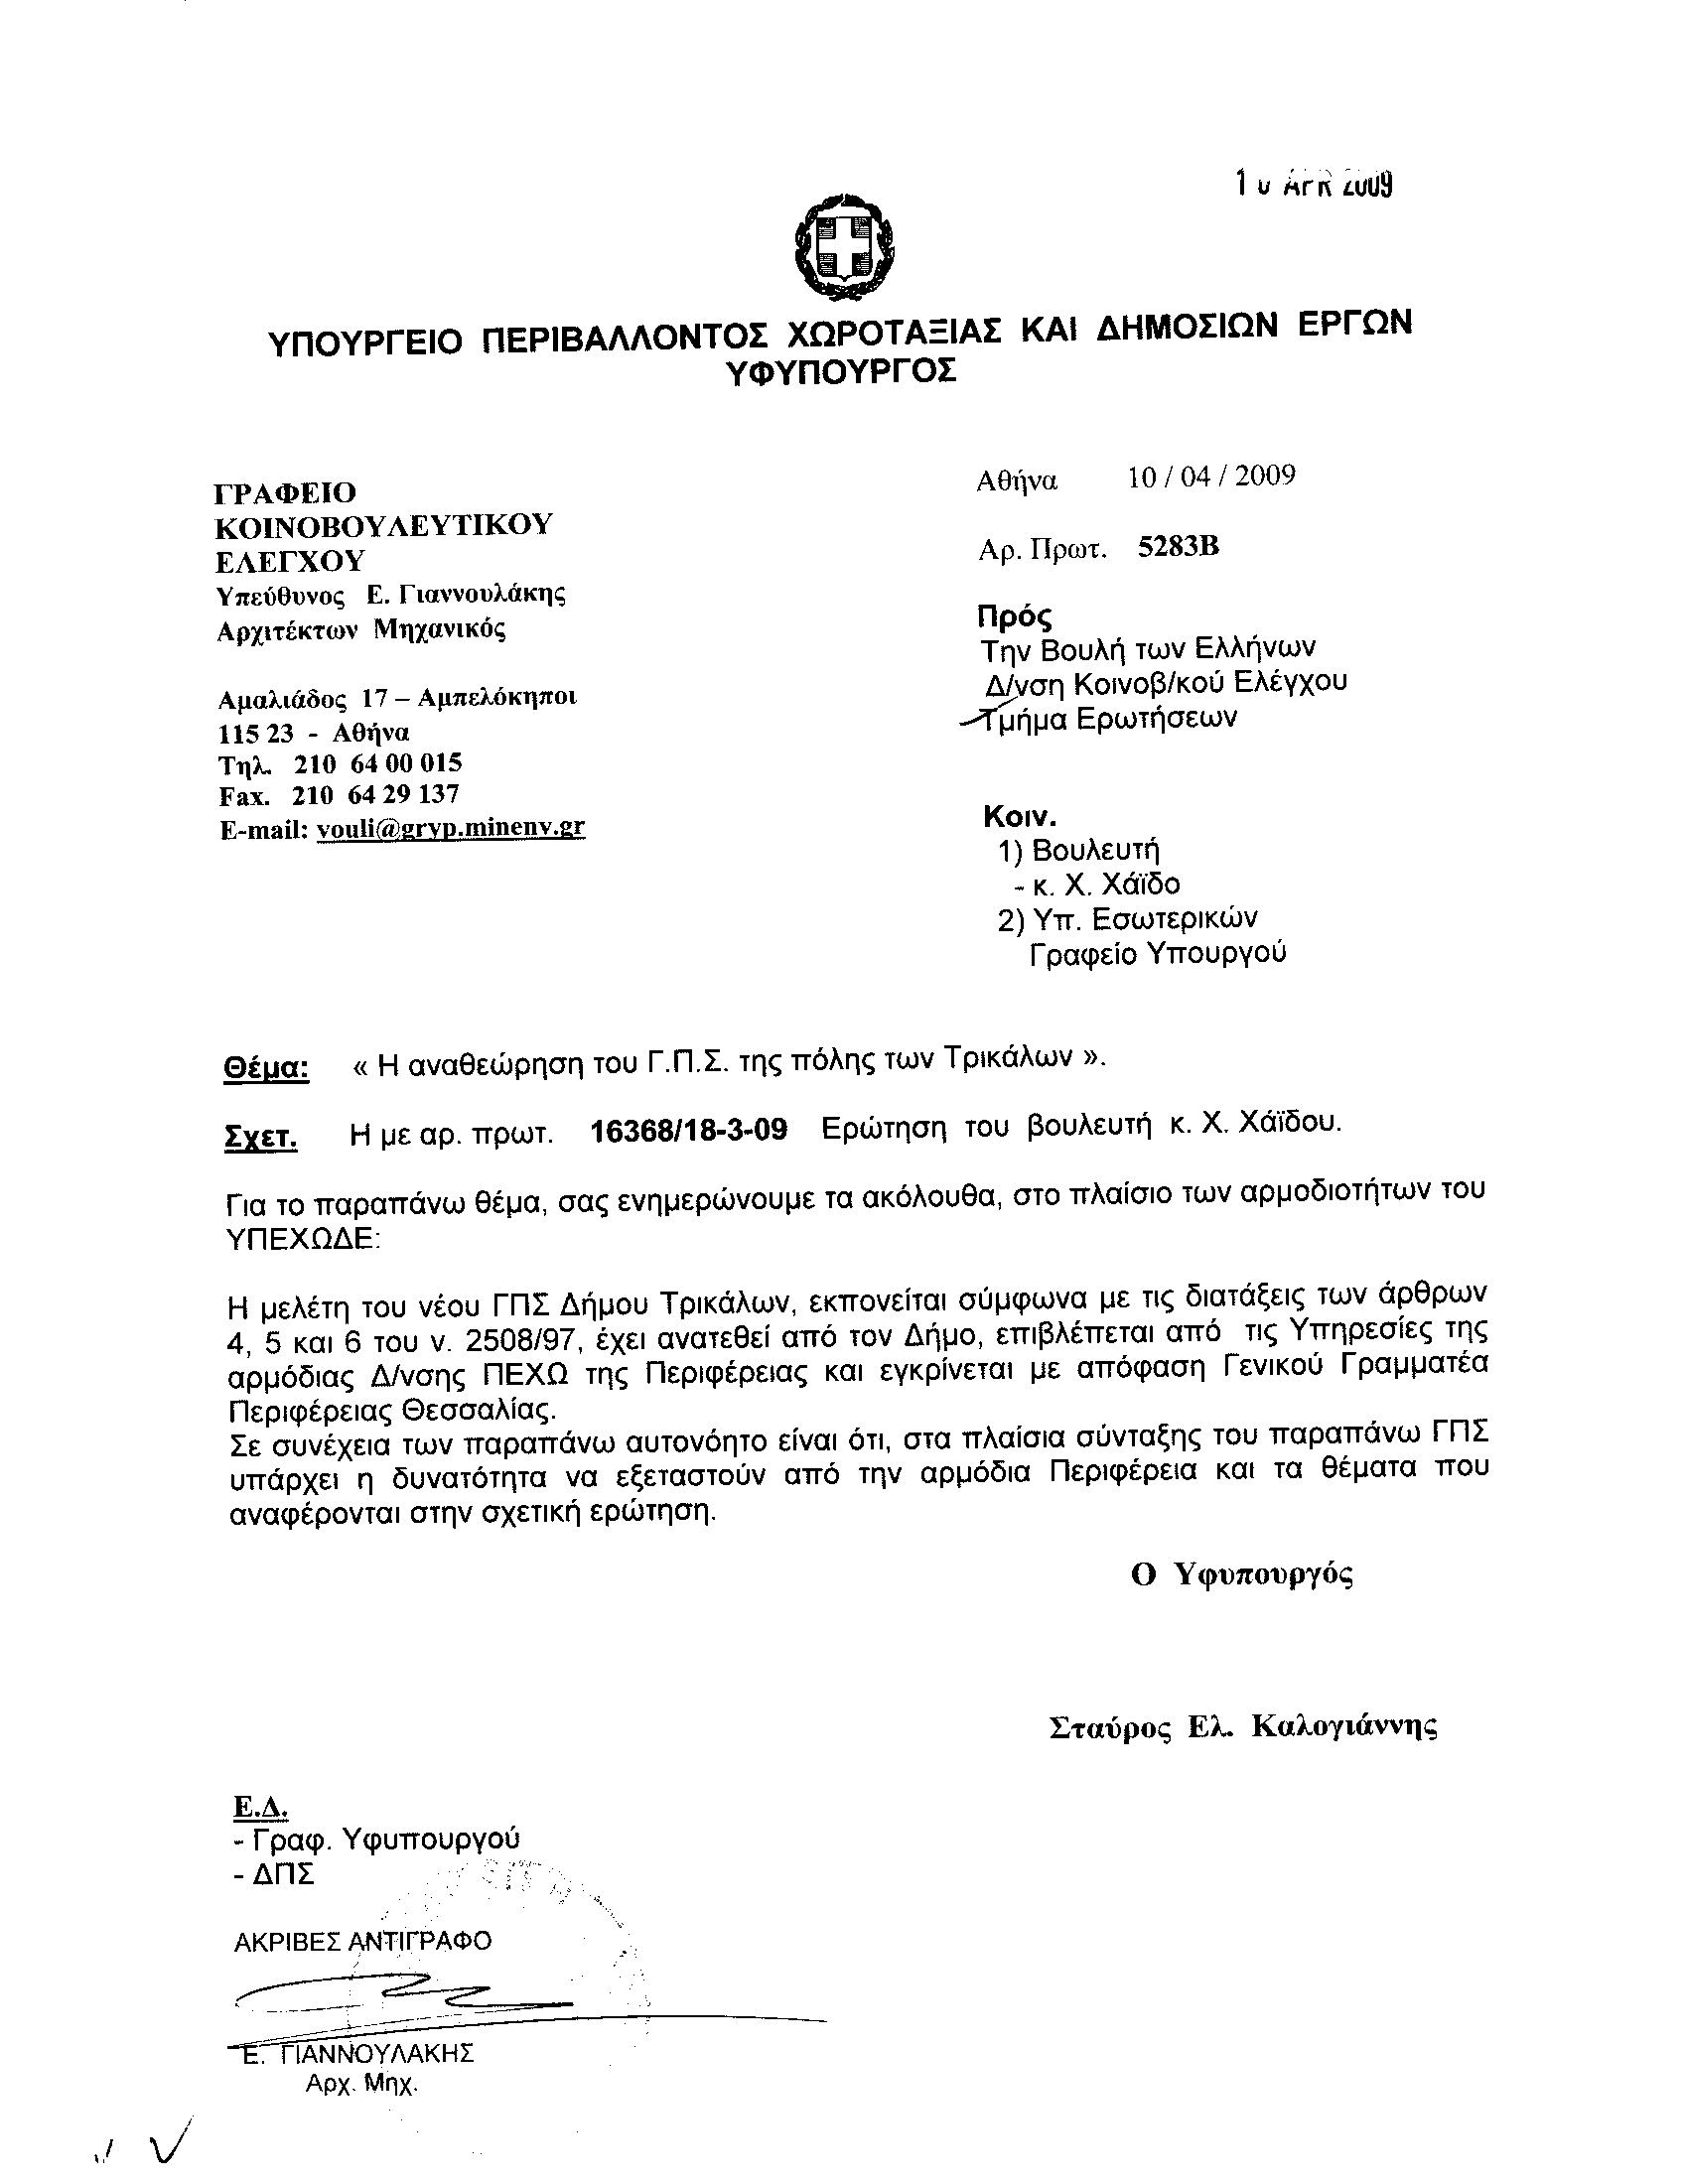 10 APR 2009
ΥΠΟΥΡΓΕΙΟ ΠΕΡΙΒΑΛΛΟΝΤΟΣ ΧΩΡΟΤΑΞΙΑΣ ΚΑΙ ΔΗΜΟΣΙΩΝ ΕΡΓΩΝ
ΥΦΥΠΟΥΡΓΟΣ
ΓΡΑΦΕΙΟ
ΚΟΙΝΟΒΟΥΛΕΥΤΙΚΟΥ
ΕΛΕΓΧΟΥ
Υπεύθυνος Ε. Γιαννουλάκης
Αρχιτέκτων Μηχανικός
Αμαλιάδος 17 – Αμπελόκηποι
115 23 - Αθήνα
Τηλ. 210 64 00 015
Fax. 210 64 29 137
E-mail: vouli@gryp.minenv.gr
Αθήνα 10 / 04 / 2009
Αρ. Πρωτ. 5283Β
Πρός
Την Βουλή των Ελλήνων
Δ/νση Κοινοβ/κού Ελέγχου
Τμήμα Ερωτήσεων
Κοιν.
1) Βουλευτή
- κ. Χ. Χάϊδο
2) Υπ. Εσωτερικών
Γραφείο Υπουργού
Θέμα: « Η αναθεώρηση του Γ.Π.Σ. της πόλης των Τρικάλων ».
Σχετ. Η με αρ. πρωτ. 16368/18-3-09 Ερώτηση του βουλευτή κ. Χ. Χάϊδου.
Για το παραπάνω θέμα, σας ενημερώνουμε τα ακόλουθα, στο πλαίσιο των αρμοδιοτήτων του
ΥΠΕΧΩΔΕ:
Η μελέτη του νέου ΓΠΣ Δήμου Τρικάλων, εκπονείται σύμφωνα με τις διατάξεις των άρθρων
4, 5 και 6 του ν. 2508/97, έχει ανατεθεί από τον Δήμο, επιβλέπεται από τις Υπηρεσίες της
αρμόδιας Δ/νσης ΠΕΧΩ της Περιφέρειας και εγκρίνεται με απόφαση Γενικού Γραμματέα
Περιφέρειας Θεσσαλίας.
Σε συνέχεια των παραπάνω αυτονόητο είναι ότι, στα πλαίσια σύνταξης του παραπάνω ΓΠΣ
υπάρχει η δυνατότητα να εξεταστούν από την αρμόδια Περιφέρεια και τα θέματα που
αναφέρονται στην σχετική ερώτηση.
Ο Υφυπουργός
Σταύρος Ελ. Καλογιάννης
Ε.Δ.
- Γραφ. Υφυπουργού
- ΔΠΣ
ΑΚΡΙΒΕΣ ΑΝΤΙΓΡΑΦΟ
Ε. ΓΙΑΝΝΟΥΛΑΚΗΣ
Αρχ. Μηχ.